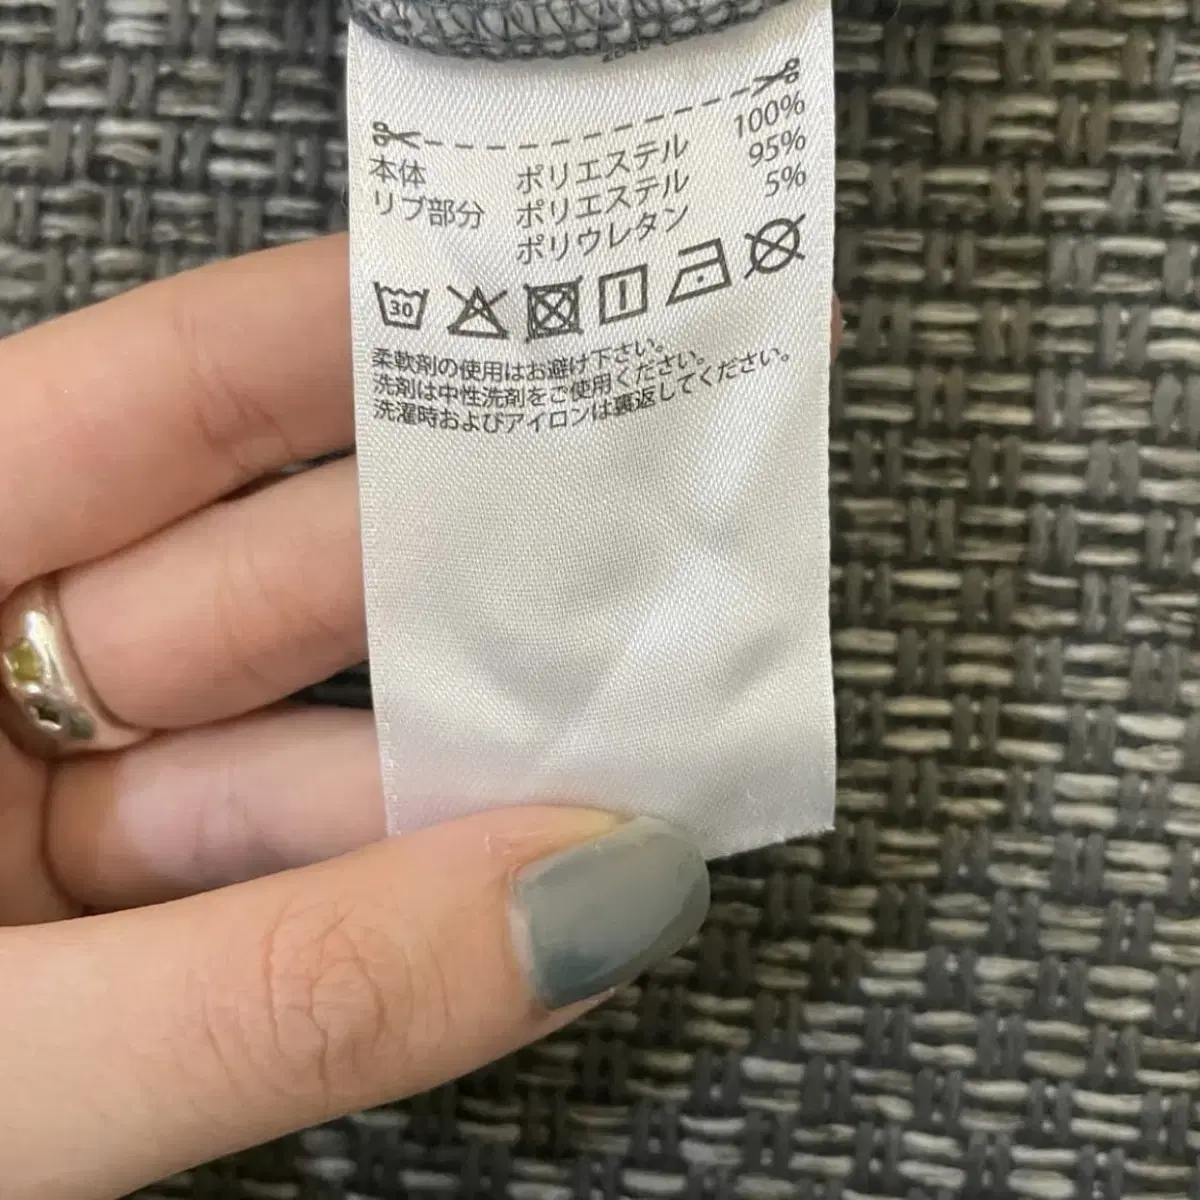 本体 ポリエステル 100%
リブ部分 ポリエステル 95%
ポリウレタン 5%
30
柔軟剤の使用はお避け下さい。
洗剤は中性洗剤をご使用ください。
洗濯時およびアイロンは裏返してください。